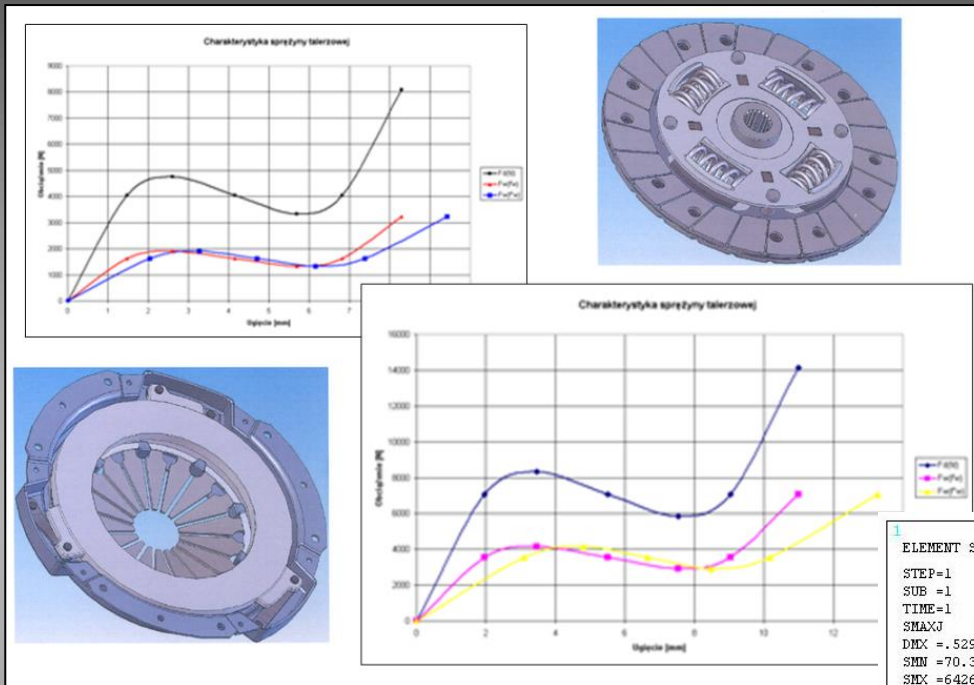 Charakterystyka sprężyny talerzowej
9000
8000
7000
6000
5000
4000
3000
2000
1000
0
0 1 2 3 4 5 6 7
Obciążenie [N]
Ugięcie [mm]
Charakterystyka sprężyny talerzowej
16000
14000
12000
10000
8000
6000
4000
2000
0
0 2 4 6 8 10 12
Obciążenie [N]
Ugięcie [mm]
1
ELEMENT S
STEP=1
SUB =1
TIME=1
SMAXJ
DMX =.529
SMN =70.3
SMX =6426